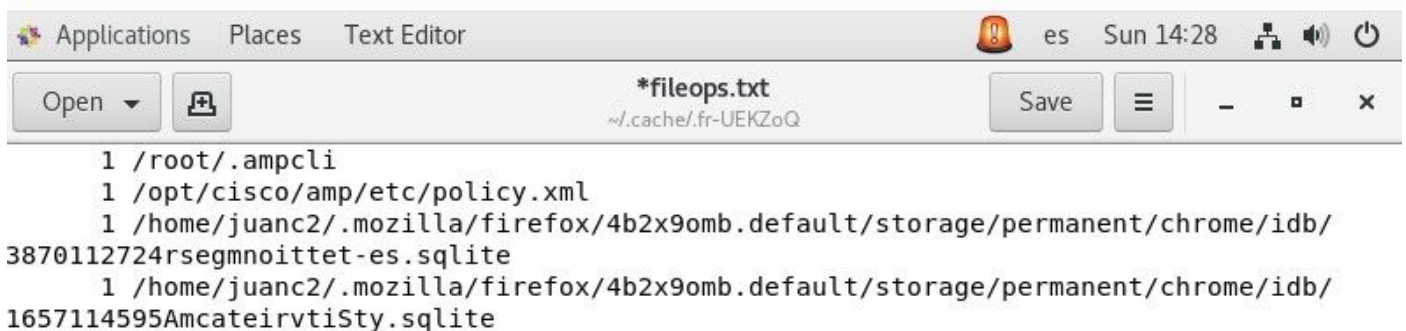 Applications Places Text Editor es Sun 14:28
Open *fileops.txt Save
~/.cache/.fr-UEKZoQ
1 /root/.ampcli
1 /opt/cisco/amp/etc/policy.xml
1 /home/juanc2/.mozilla/firefox/4b2x9omb.default/storage/permanent/chrome/idb/
3870112724rsegmnoittet-es.sqlite
1 /home/juanc2/.mozilla/firefox/4b2x9omb.default/storage/permanent/chrome/idb/
1657114595AmcateirvtiSty.sqlite